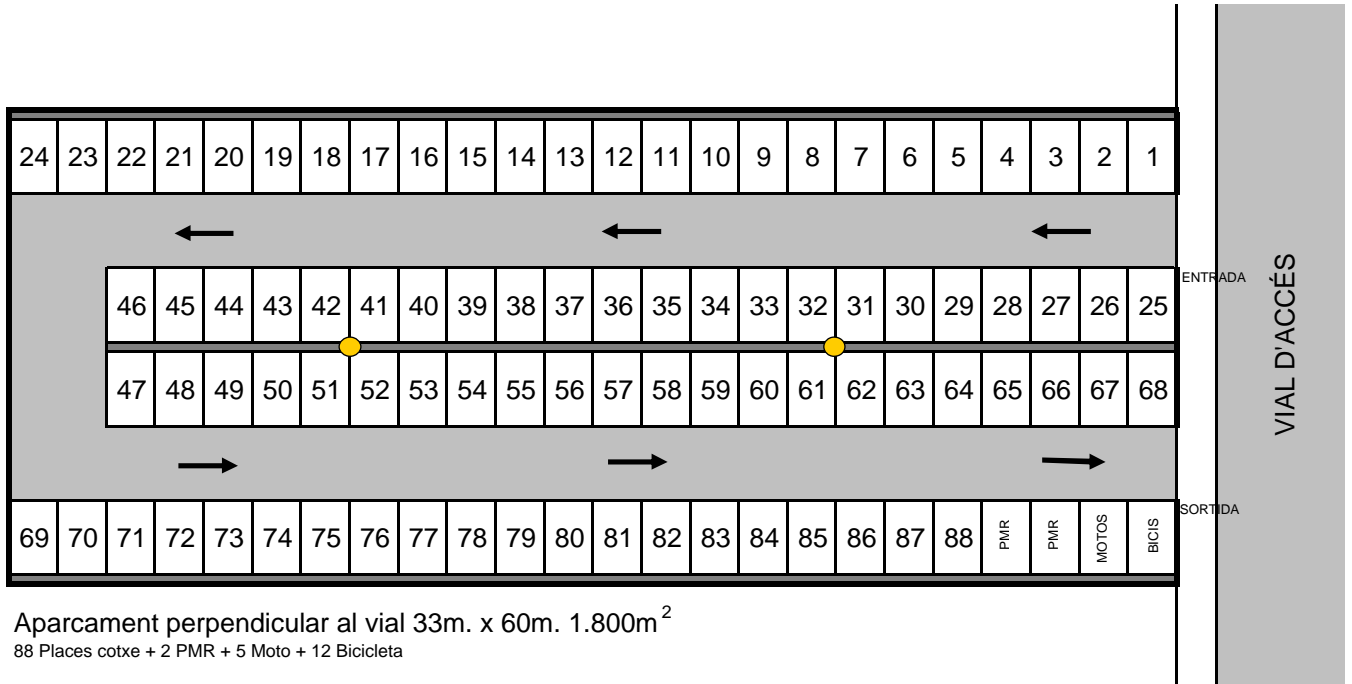 24 23 22 21 20 19 18 17 16 15 14 13 12 11 10 9 8 7 6 5 4 3 2 1
ENTRADA
46 45 44 43 42 41 40 39 38 37 36 35 34 33 32 31 30 29 28 27 26 25
VIAL D'ACCÉS
47 48 49 50 51 52 53 54 55 56 57 58 59 60 61 62 63 64 65 66 67 68
SORTIDA
69 70 71 72 73 74 75 76 77 78 79 80 81 82 83 84 85 86 87 88 PMR PMR MOTOS BICIS
Aparcament perpendicular al vial 33m. x 60m. 1.800m²
88 Places cotxe + 2 PMR + 5 Moto + 12 Bicicleta